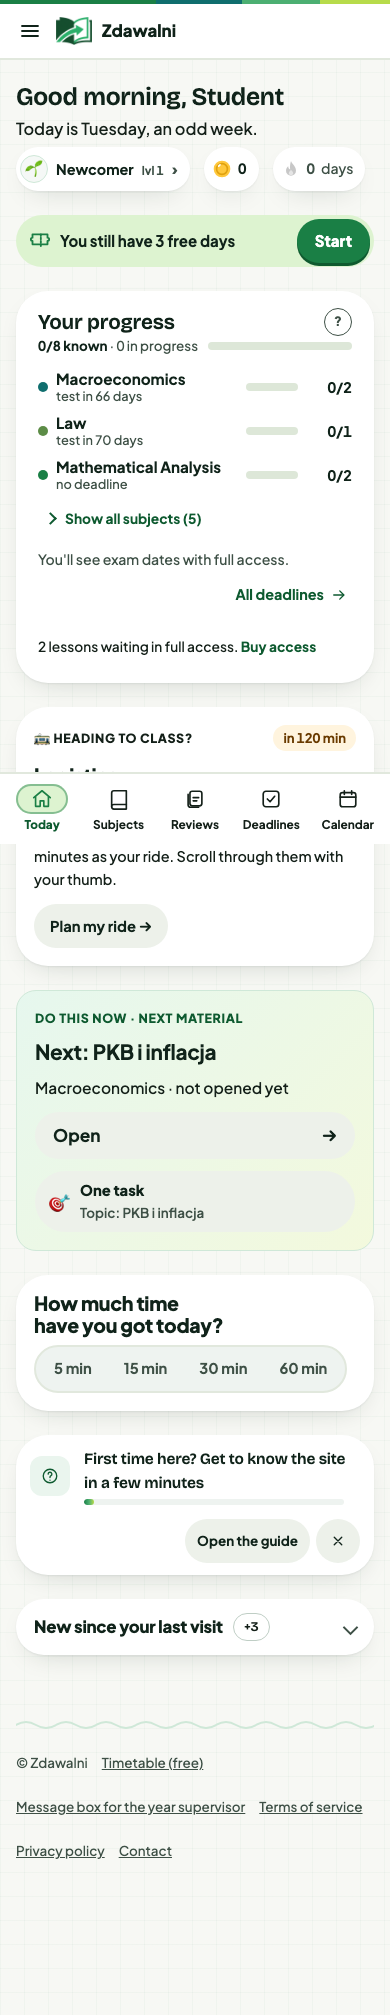 Zdawalni
Good morning, Student
Today is Tuesday, an odd week.
Newcomer lvl 1 › 0 0 days
You still have 3 free days Start
Your progress ?
0/8 known · 0 in progress
Macroeconomics 0/2
test in 66 days
Law 0/1
test in 70 days
Mathematical Analysis 0/2
no deadline
Show all subjects (5)
You'll see exam dates with full access.
All deadlines →
2 lessons waiting in full access. Buy access
HEADING TO CLASS? in 120 min
Today Subjects Reviews Deadlines Calendar
minutes as your ride. Scroll through them with
your thumb.
Plan my ride →
DO THIS NOW · NEXT MATERIAL
Next: PKB i inflacja
Macroeconomics · not opened yet
Open →
One task
Topic: PKB i inflacja
How much time
have you got today?
5 min 15 min 30 min 60 min
First time here? Get to know the site
in a few minutes
Open the guide ×
New since your last visit +3
© Zdawalni Timetable (free)
Message box for the year supervisor Terms of service
Privacy policy Contact